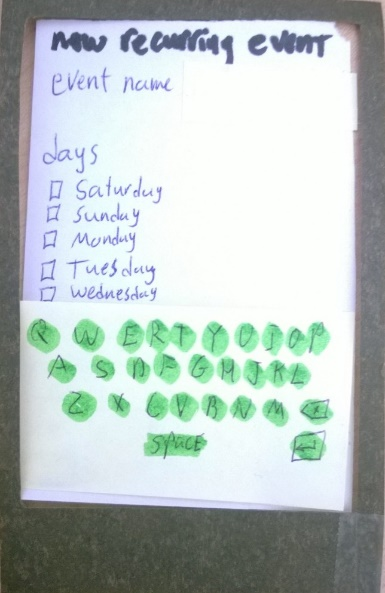 new recurring event
event name
days
Saturday
Sunday
Monday
Tuesday
Wednesday
Q W E R T Y U I O P
A S D F G H J K L
Z X C V B N M
space